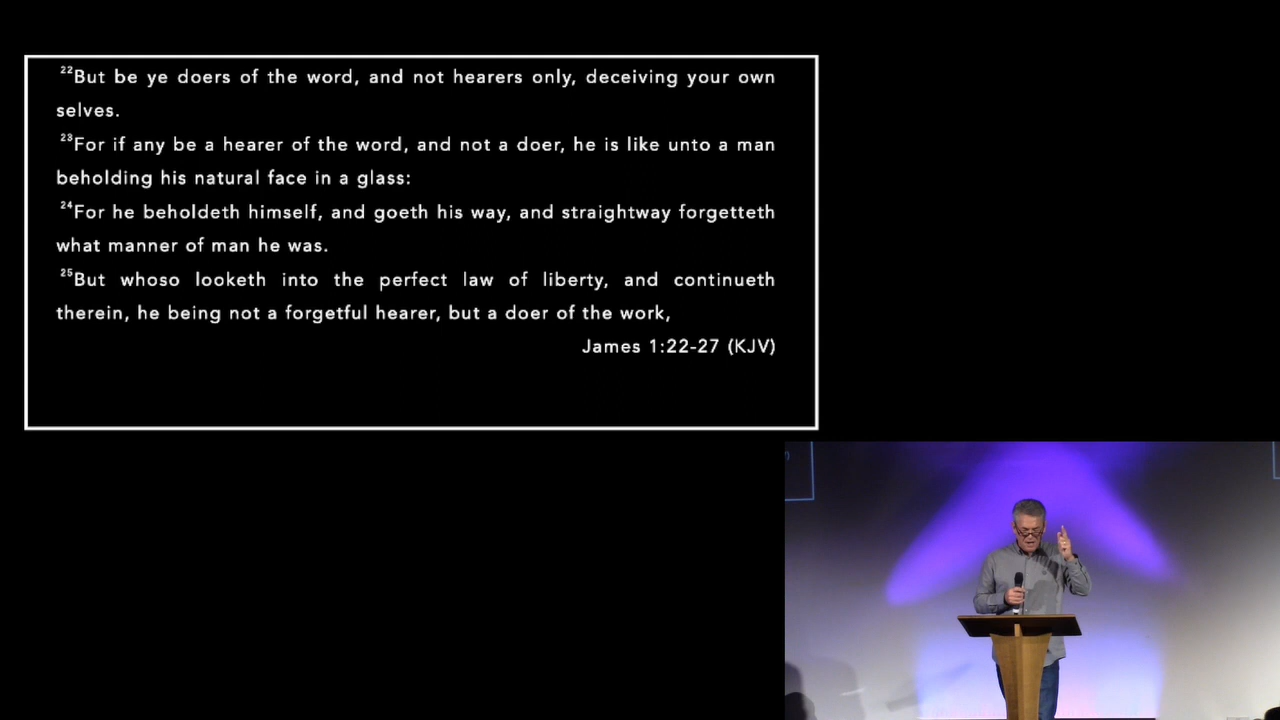 ²²But be ye doers of the word, and not hearers only, deceiving your own
selves.
²³For if any be a hearer of the word, and not a doer, he is like unto a man
beholding his natural face in a glass:
²⁴For he beholdeth himself, and goeth his way, and straightway forgetteth
what manner of man he was.
²⁵But whoso looketh into the perfect law of liberty, and continueth
therein, he being not a forgetful hearer, but a doer of the work,
James 1:22-27 (KJV)